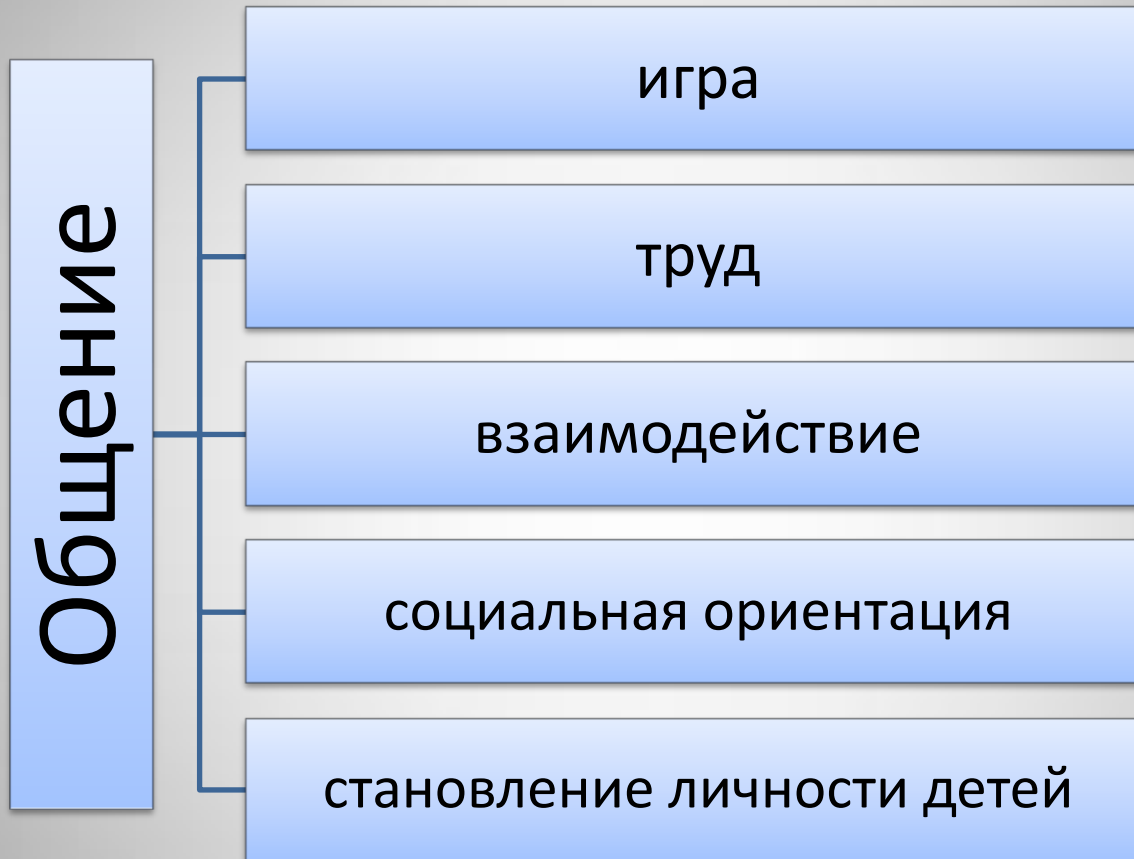 Общение
игра
труд
взаимодействие
социальная ориентация
становление личности детей